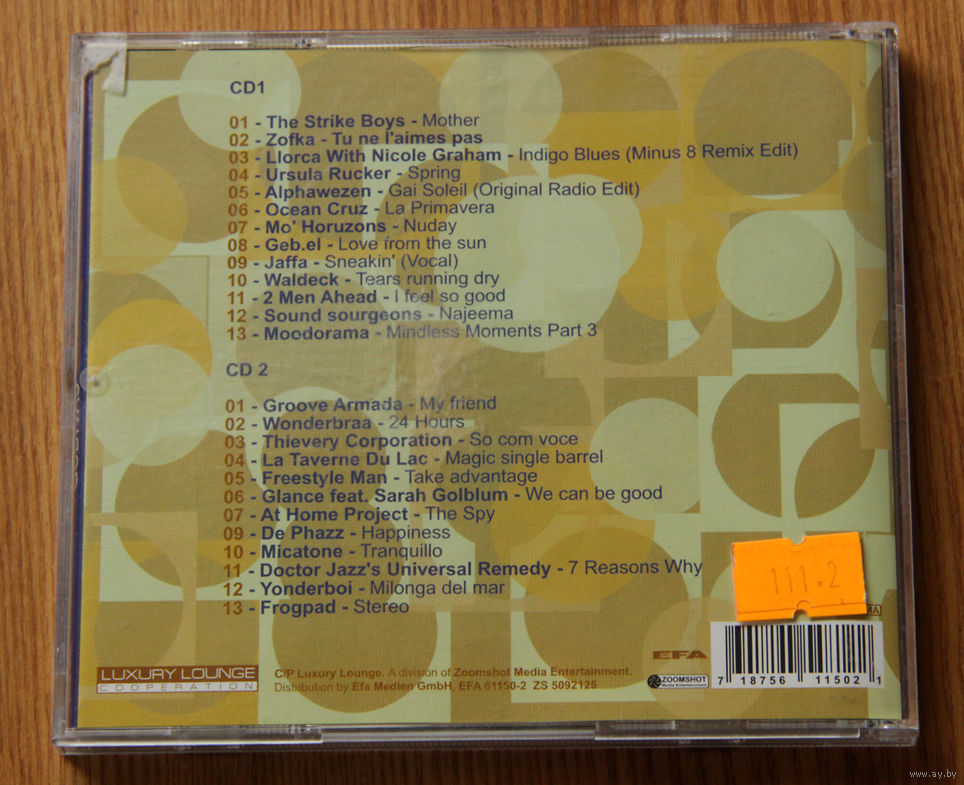 CD1
01 - The Strike Boys - Mother
02 - Zofka - Tu ne l'aimes pas
03 - Llorca With Nicole Graham - Indigo Blues (Minus 8 Remix Edit)
04 - Ursula Rucker - Spring
05 - Alphawezen - Gai Soleil (Original Radio Edit)
06 - Ocean Cruz - La Primavera
07 - Mo' Horuzons - Nuday
08 - Geb.el - Love from the sun
09 - Jaffa - Sneakin' (Vocal)
10 - Waldeck - Tears running dry
11 - 2 Men Ahead - I feel so good
12 - Sound sourgeons - Najeema
13 - Moodorama - Mindless Moments Part 3
CD 2
01 - Groove Armada - My friend
02 - Wonderbraa - 24 Hours
03 - Thievery Corporation - So com voce
04 - La Taverne Du Lac - Magic single barrel
05 - Freestyle Man - Take advantage
06 - Glance feat. Sarah Golblum - We can be good
07 - At Home Project - The Spy
09 - De Phazz - Happiness
10 - Micatone - Tranquillo
11 - Doctor Jazz's Universal Remedy - 7 Reasons Why
12 - Yonderboi - Milonga del mar
13 - Frogpad - Stereo
111.2
LUXURY LOUNGE
COOPERATION
C/P Luxury Lounge. A division of Zoomshot Media Entertainment.
Distribution by Efa Medien GmbH, EFA 61150-2 ZS 5092125
EFA
ZOOMSHOT
Media Entertainment
7 18756 11502 1
www.ay.by